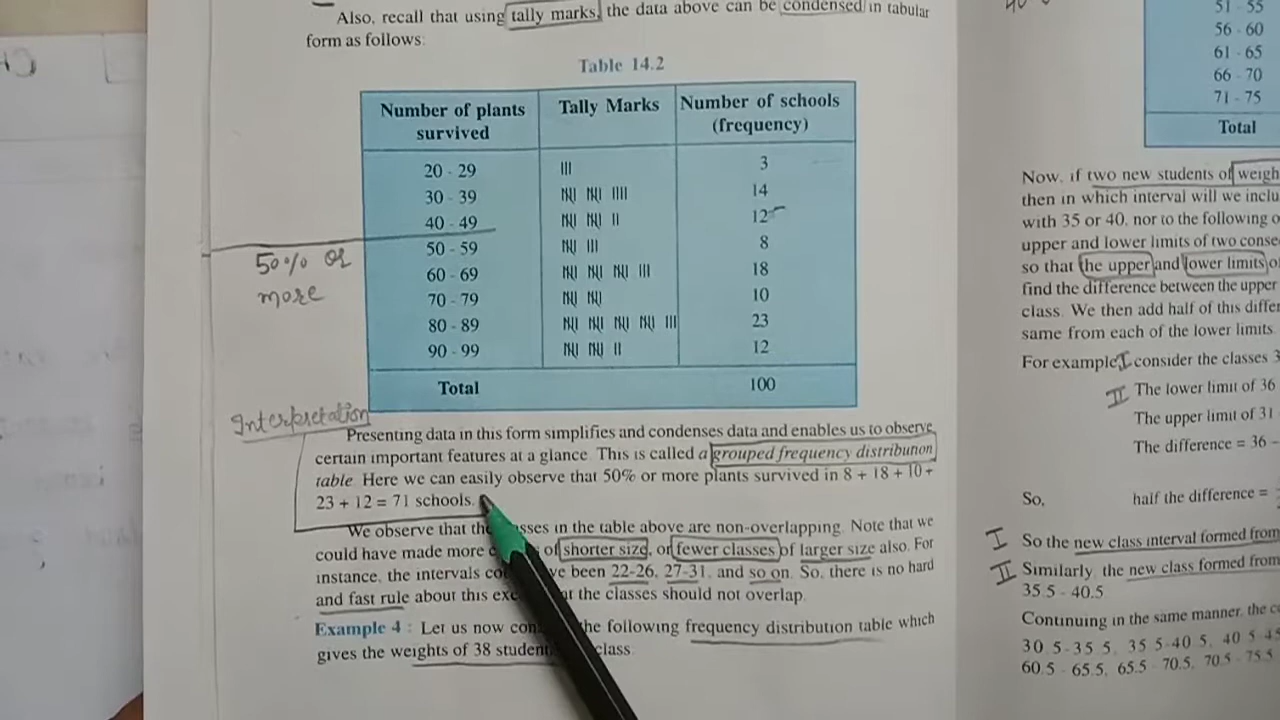 Also, recall that using tally marks, the data above can be condensed in tabular
form as follows:
Table 14.2
Number of plants survived Tally Marks Number of schools (frequency)
20 - 29 3
30 - 39 14
40 - 49 12
50 - 59 8
60 - 69 18
70 - 79 10
80 - 89 23
90 - 99 12
Total 100
50% or
more
Interpretation
Presenting data in this form simplifies and condenses data and enables us to observe
certain important features at a glance. This is called a grouped frequency distribution
table. Here we can easily observe that 50% or more plants survived in 8 + 18 + 10 +
23 + 12 = 71 schools.
We observe that the classes in the table above are non-overlapping. Note that we
could have made more of shorter size, or fewer classes of larger size also. For
instance, the intervals have been 22-26, 27-31, and so on. So, there is no hard
and fast rule about this the classes should not overlap.
Example 4 : Let us now the following frequency distribution table which
gives the weights of 38 class
51 - 55
56 - 60
61 - 65
66 - 70
71 - 75
Total
Now, if two new students of weigh
then in which interval will we inclu
with 35 or 40, nor to the following
upper and lower limits of two conse
so that the upper and lower limits
find the difference between the upper
class. We then add half of this differ
same from each of the lower limits.
For example, I consider the classes 3
II The lower limit of 36
The upper limit of 31
The difference = 36 -
So, half the difference =
I So the new class interval formed from
II Similarly, the new class formed from
35.5 - 40.5.
Continuing in the same manner, the
30.5-35.5, 35.5-40.5, 40.5-45
60.5 - 65.5, 65.5 - 70.5, 70.5 - 75.5